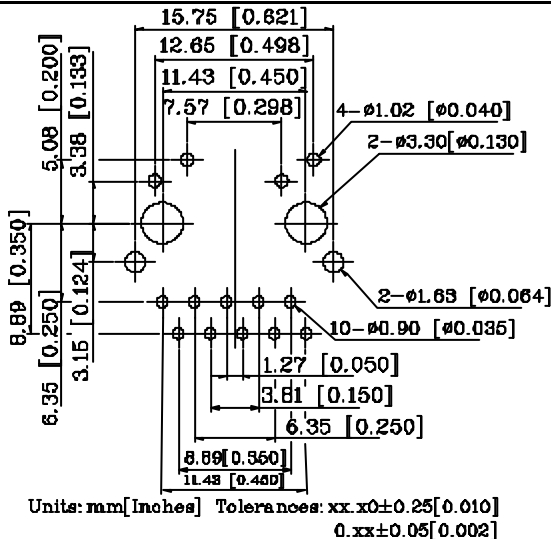 15.75 [0.621]
12.65 [0.498]
11.43 [0.450]
7.57 [0.298]
5.08 [0.200]
3.38 [0.133]
4-ø1.02 [ø0.040]
2-ø3.30[ø0.130]
8.89 [0.350]
6.35 [0.250]
3.15 [0.124]
2-ø1.63 [ø0.064]
10-ø0.90 [ø0.035]
1.27 [0.050]
3.81 [0.150]
6.35 [0.250]
8.89[0.350]
11.43 [0.450]
Units: mm[Inches] Tolerances: xx.x0±0.25[0.010]
0.xx±0.05[0.002]